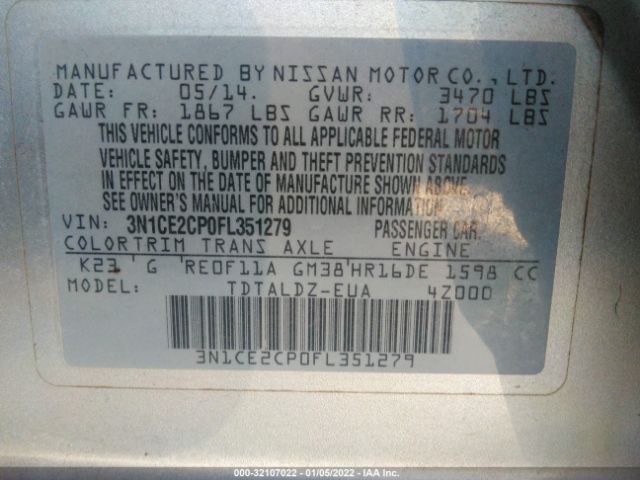 MANUFACTURED BY NISSAN MOTOR CO., LTD.
DATE: 05/14. GVWR: 3470 LBS
GAWR FR: 1867 LBS GAWR RR: 1704 LBS
THIS VEHICLE CONFORMS TO ALL APPLICABLE FEDERAL MOTOR
VEHICLE SAFETY, BUMPER AND THEFT PREVENTION STANDARDS
IN EFFECT ON THE DATE OF MANUFACTURE SHOWN ABOVE.
SEE OWNER'S MANUAL FOR ADDITIONAL INFORMATION.
VIN: 3N1CE2CP0FL351279 PASSENGER CAR.
COLOR TRIM TRANS AXLE ENGINE
K23 G RE0F11A GM38 HR16DE 1598 CC
MODEL: TDTALDZ-EUA 4Z000
3N1CE2CP0FL351279
000-32107022 - 01/05/2022 - IAA Inc.